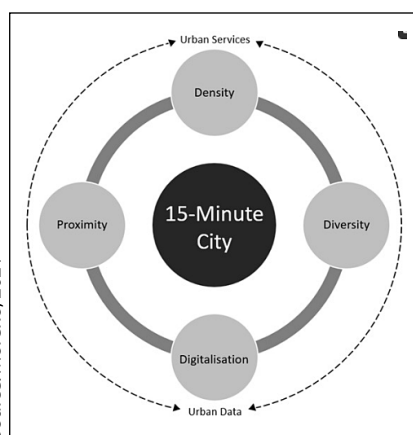 Urban Services
Density
15-Minute
City
Proximity
Diversity
Digitalisation
Urban Data